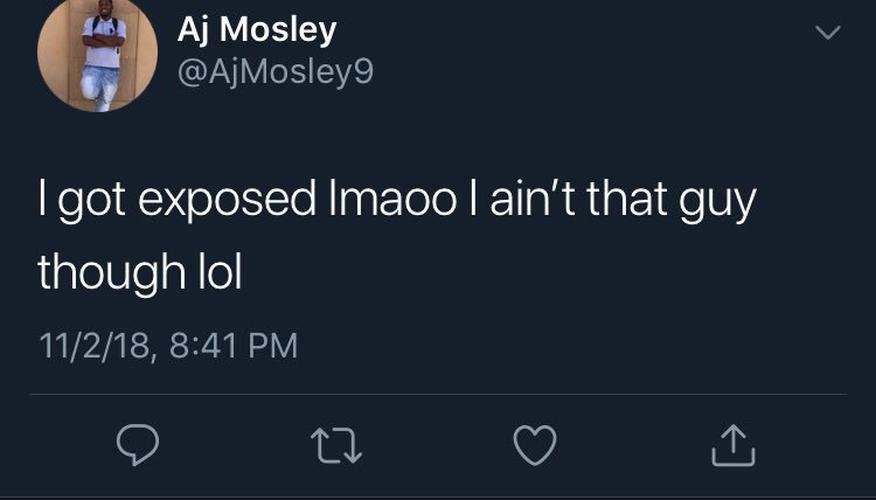 Aj Mosley
@AjMosley9
I got exposed lmaoo I ain't that guy
though lol
11/2/18, 8:41 PM